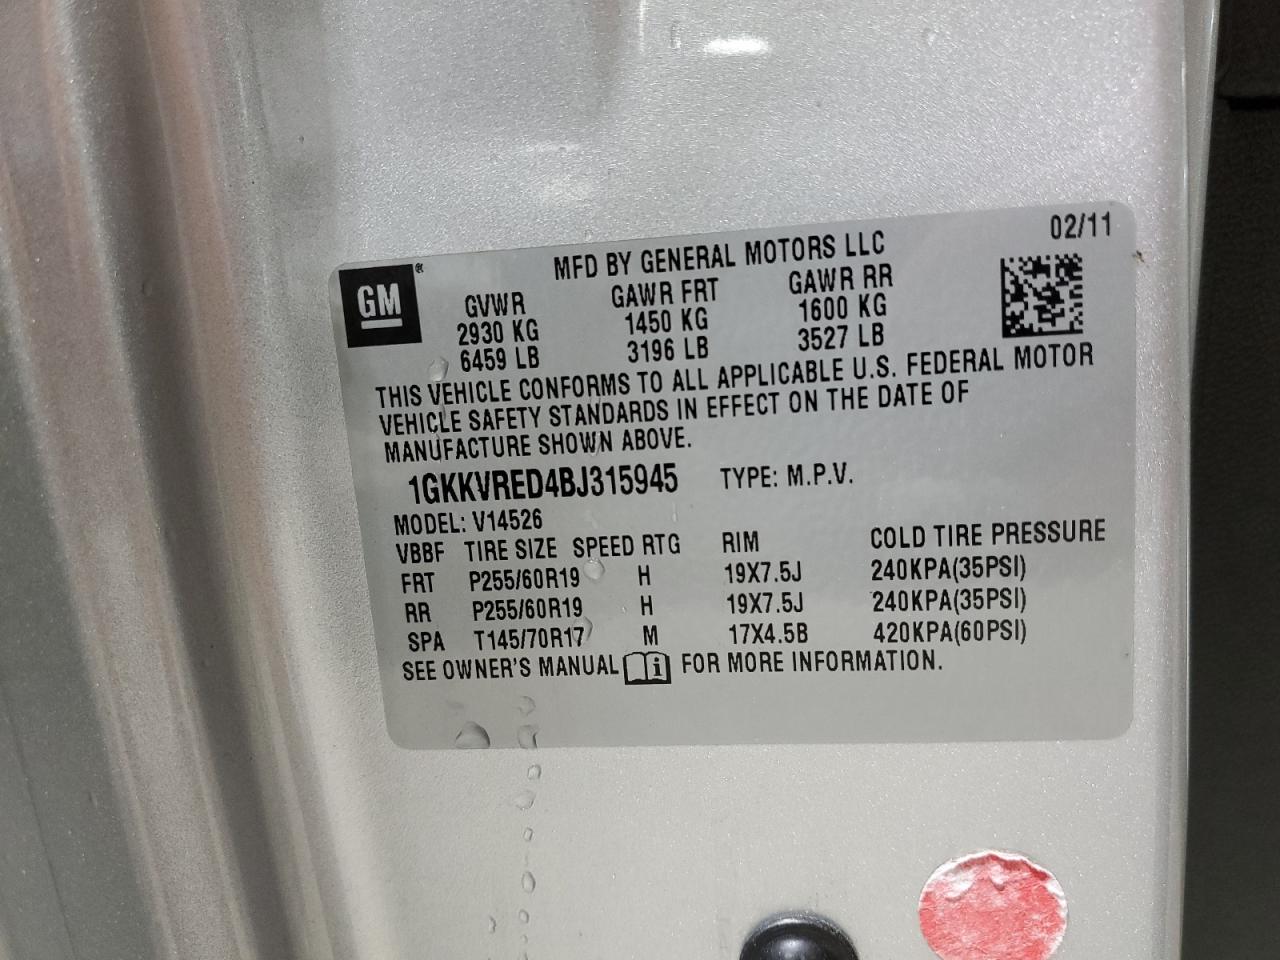 02/11
MFD BY GENERAL MOTORS LLC
GM®
GVWR GAWR FRT GAWR RR
2930 KG 1450 KG 1600 KG
6459 LB 3196 LB 3527 LB
THIS VEHICLE CONFORMS TO ALL APPLICABLE U.S. FEDERAL MOTOR
VEHICLE SAFETY STANDARDS IN EFFECT ON THE DATE OF
MANUFACTURE SHOWN ABOVE.
1GKKVRED4BJ315945 TYPE: M.P.V.
MODEL: V14526
VBBF TIRE SIZE SPEED RTG RIM COLD TIRE PRESSURE
FRT P255/60R19 H 19X7.5J 240KPA(35PSI)
RR P255/60R19 H 19X7.5J 240KPA(35PSI)
SPA T145/70R17 M 17X4.5B 420KPA(60PSI)
SEE OWNER'S MANUAL i FOR MORE INFORMATION.